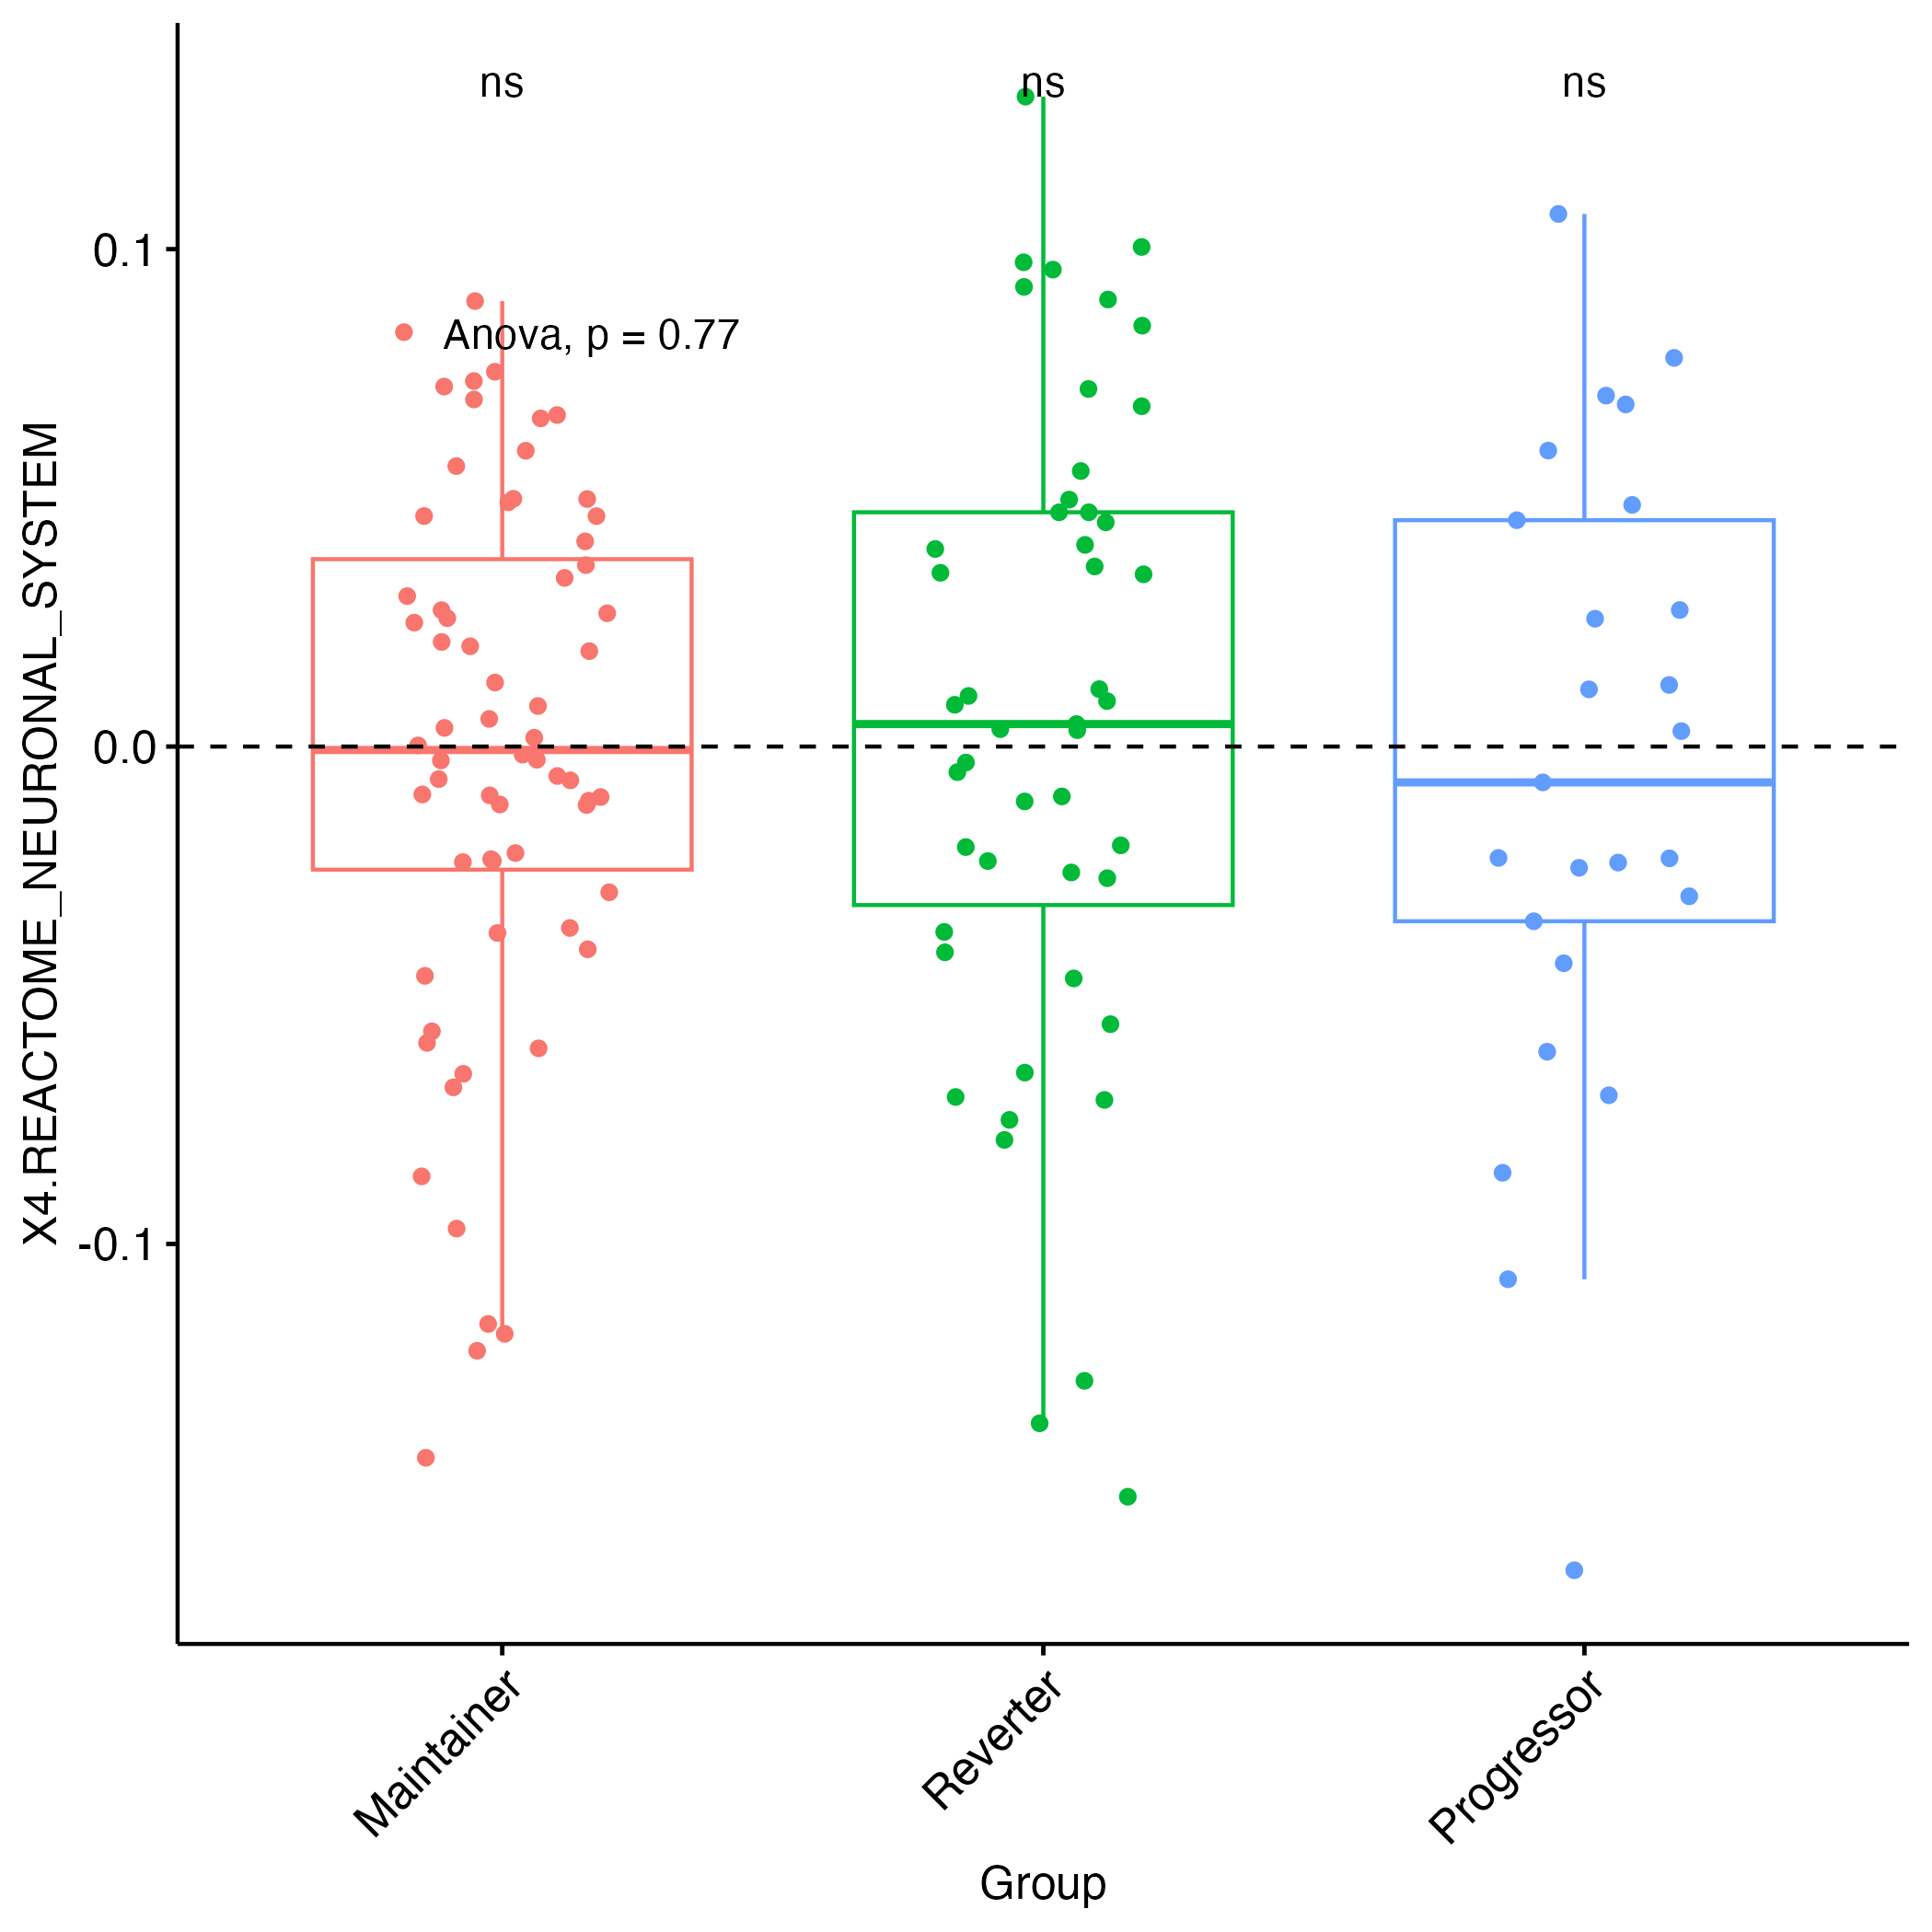 ns ns ns
Anova, p = 0.77
0.1
0.0
-0.1
X4.REACTOME_NEURONAL_SYSTEM
Maintainer
Reverter
Progressor
Group